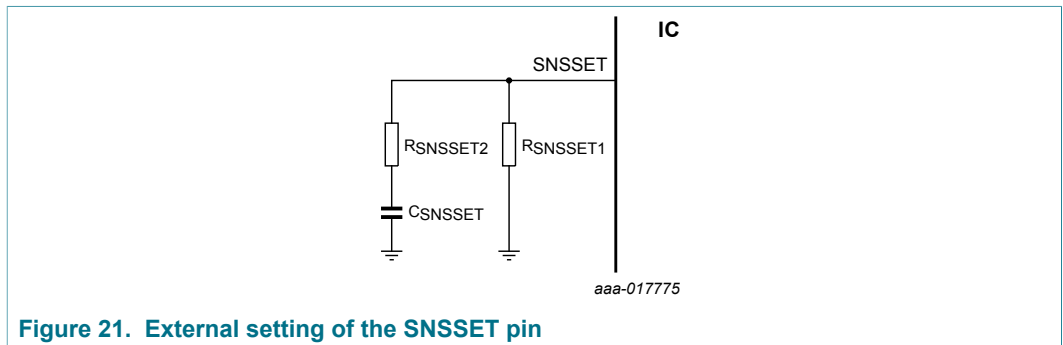 IC
SNSSET
RSNSSET2
RSNSSET1
CSNSSET
aaa-017775
Figure 21. External setting of the SNSSET pin